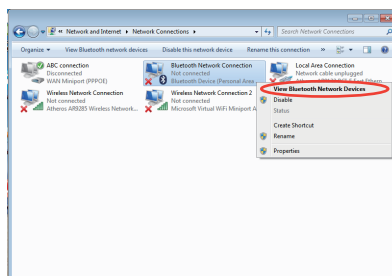 « Network and Internet ▸ Network Connections ▸
Search Network Connections
Organize
View Bluetooth network devices
Disable this network device
Rename this connection
»
ABC connection
Disconnected
WAN Miniport (PPPOE)
Bluetooth Network Connection
Not connected
Bluetooth Device (Personal Area
Local Area Connection
Network cable unplugged
Wireless Network Connection
Not connected
Atheros AR9285 Wireless Network...
Wireless Network Connection 2
Not connected
Microsoft Virtual WiFi Miniport A
View Bluetooth Network Devices
Disable
Status
Create Shortcut
Rename
Properties